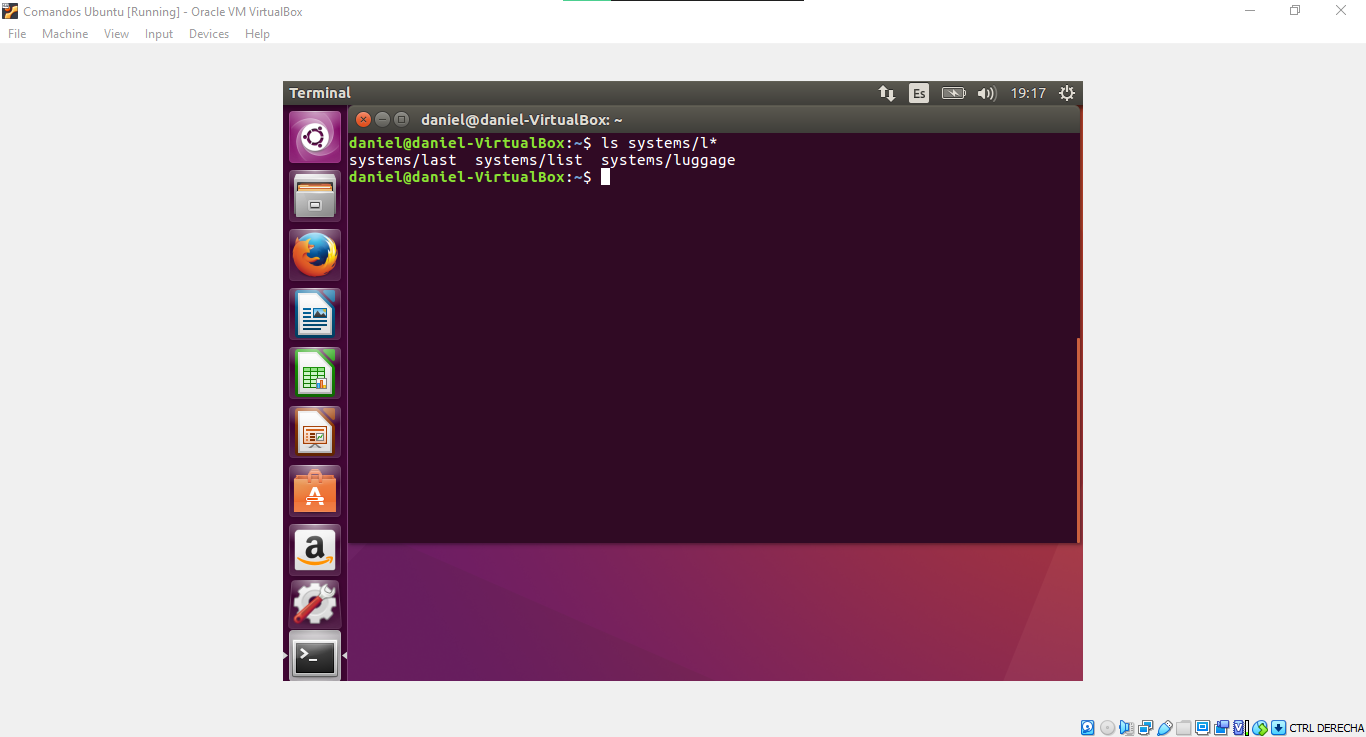 Comandos Ubuntu [Running] - Oracle VM VirtualBox
File Machine View Input Devices Help
Terminal Es 19:17
daniel@daniel-VirtualBox: ~
daniel@daniel-VirtualBox:~$ ls systems/l*
systems/last  systems/list  systems/luggage
daniel@daniel-VirtualBox:~$
CTRL DERECHA